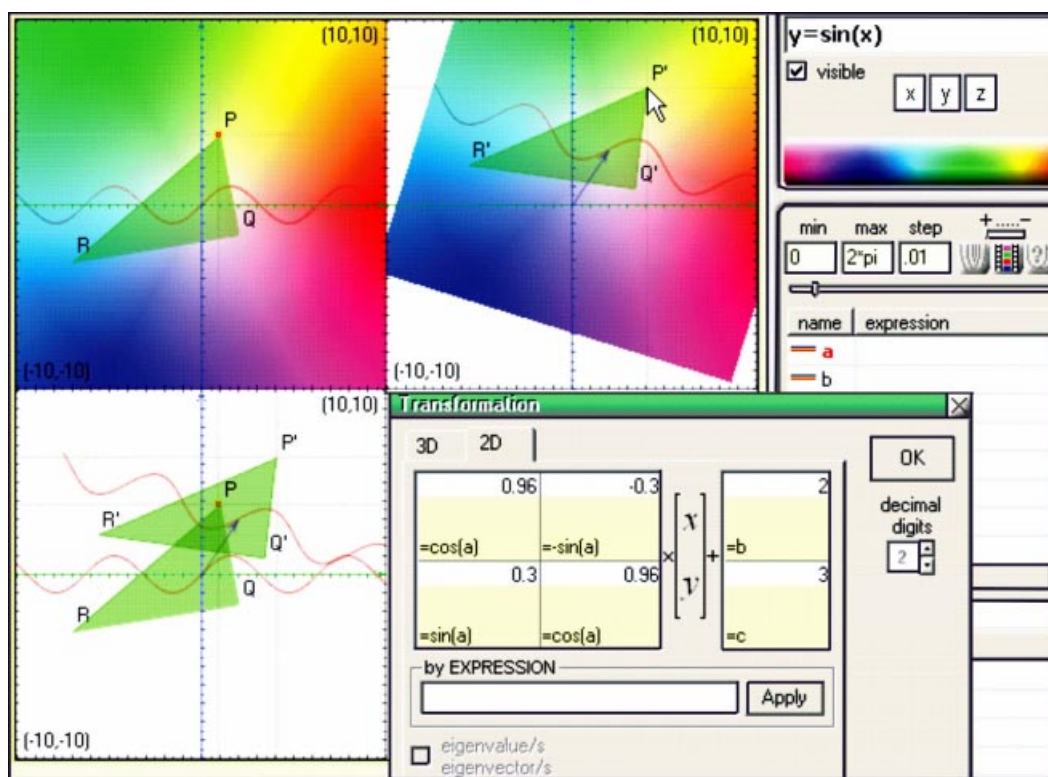 (10,10)
P
Q
R
(-10,-10)
(10,10)
P'
R'
Q'
(-10,-10)
y=sin(x)
visible
x y z
min max step
+ ..... -
0 2*pi .01
?
name expression
a
b
(10,10)
P'
P
R'
Q'
R
Q
(-10,-10)
Transformation
3D 2D
OK
decimal
digits
2
0.96 -0.3 2
=cos(a) =-sin(a) × x + =b
0.3 0.96 y 3
=sin(a) =cos(a) =c
by EXPRESSION
Apply
eigenvalue/s
eigenvector/s